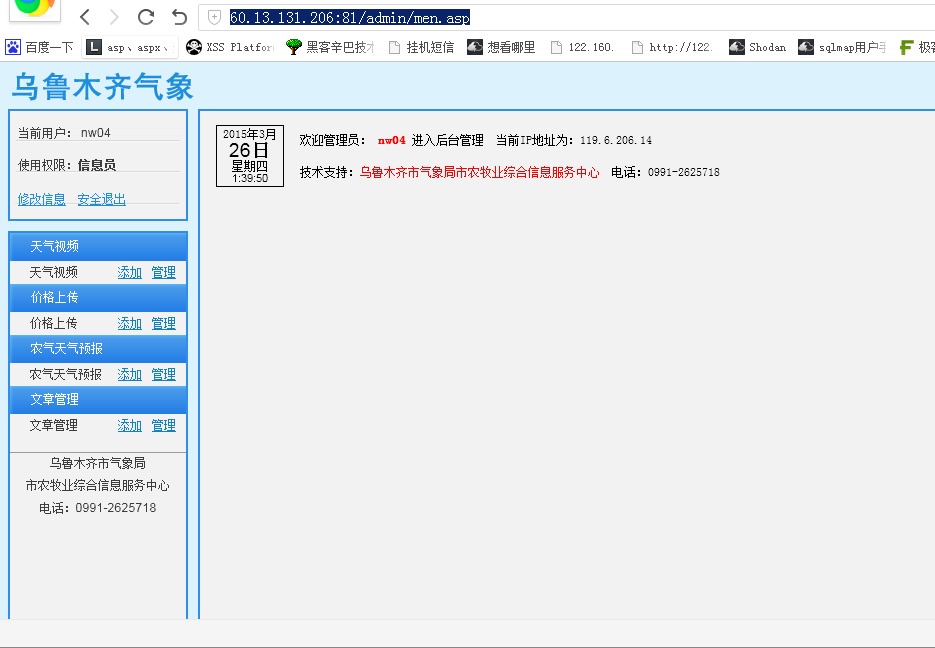 60.13.131.206:81/admin/men.asp
百度一下 asp、aspx、 XSS Platfor 黑客辛巴技术 挂机短信 想看哪里 122.160. http://122. Shodan sqlmap用户手 极客
乌鲁木齐气象
当前用户： nw04
使用权限：信息员
修改信息 安全退出
天气视频
天气视频 添加 管理
价格上传
价格上传 添加 管理
农气天气预报
农气天气预报 添加 管理
文章管理
文章管理 添加 管理
乌鲁木齐市气象局
市农牧业综合信息服务中心
电话：0991-2625718
2015年3月
26日
星期四
1:39:50
欢迎管理员： nw04 进入后台管理 当前IP地址为：119.6.206.14
技术支持：乌鲁木齐市气象局市农牧业综合信息服务中心 电话：0991-2625718